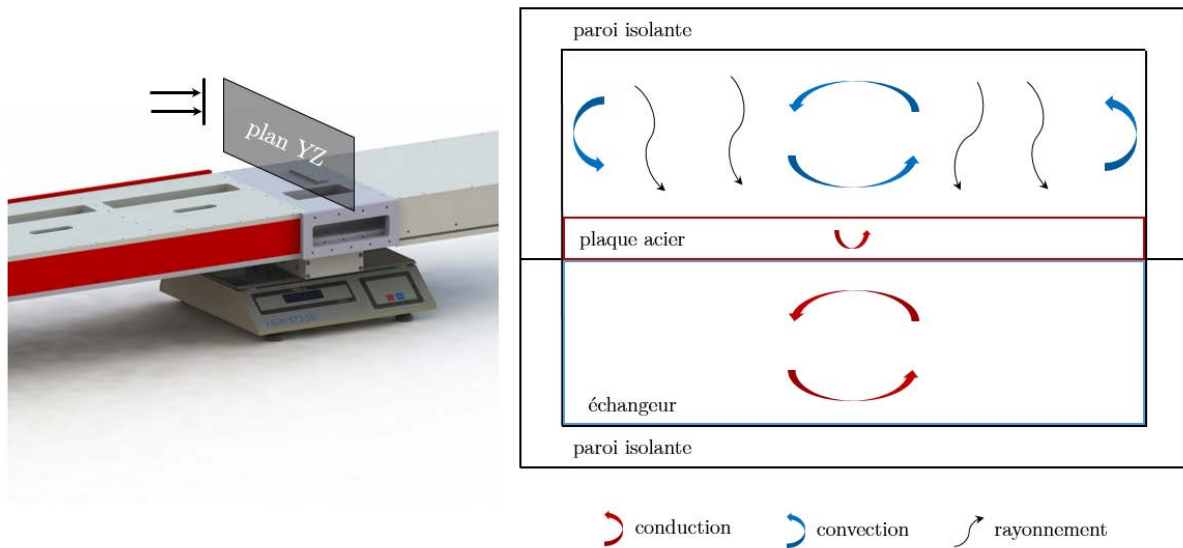 plan YZ
paroi isolante
plaque acier
échangeur
paroi isolante
conduction
convection
rayonnement